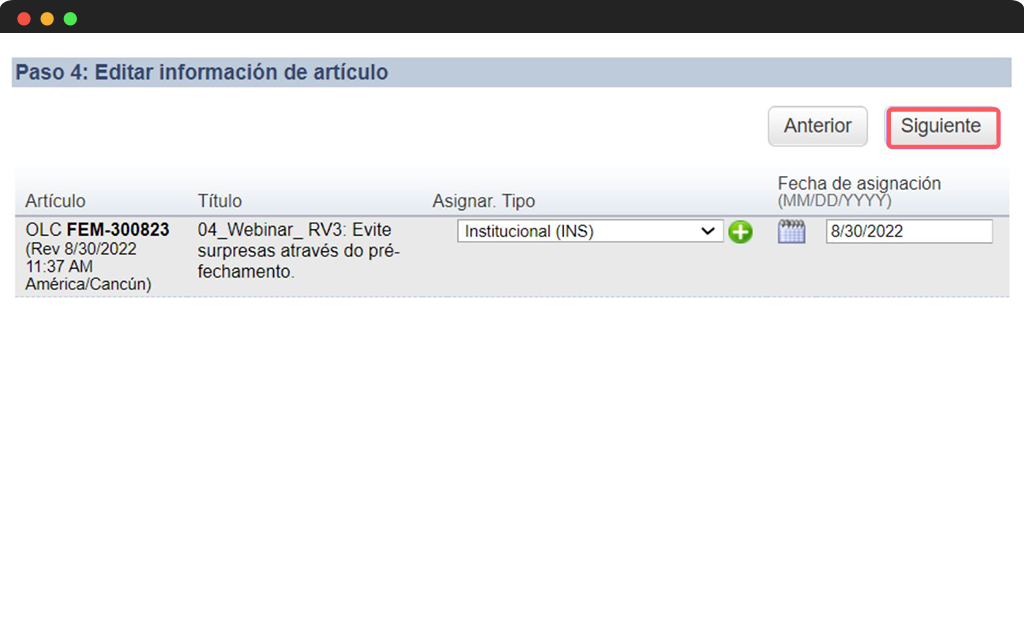 Paso 4: Editar información de artículo
Anterior
Siguiente
Artículo
Título
Asignar. Tipo
Fecha de asignación
(MM/DD/YYYY)
OLC FEM-300823
(Rev 8/30/2022
11:37 AM
América/Cancún)
04_Webinar_ RV3: Evite
surpresas através do pré-
fechamento.
Institucional (INS)
8/30/2022